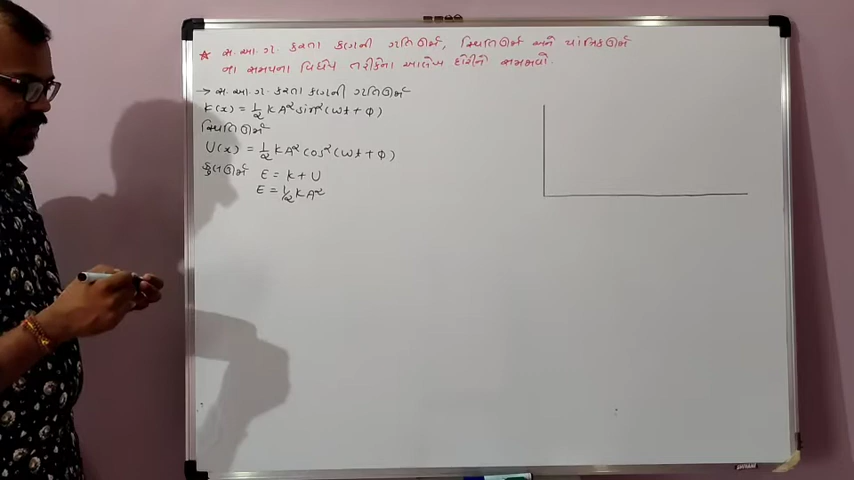 * સ.આ.ગ. કરતા કણની ગતિઊર્જા, સ્થિતિઊર્જા અને યાંત્રિકઊર્જા
ના સમયના વિધેય તરીકેના આલેખ દોરીને સમજાવો.
→ સ.આ.ગ. કરતા કણની ગતિઊર્જા
K(x) = 1/2 KA² sin² (ωt + φ)
સ્થિતિઊર્જા
U(x) = 1/2 KA² cos² (ωt + φ)
કુલઊર્જા E = K + U
E = 1/2 KA²